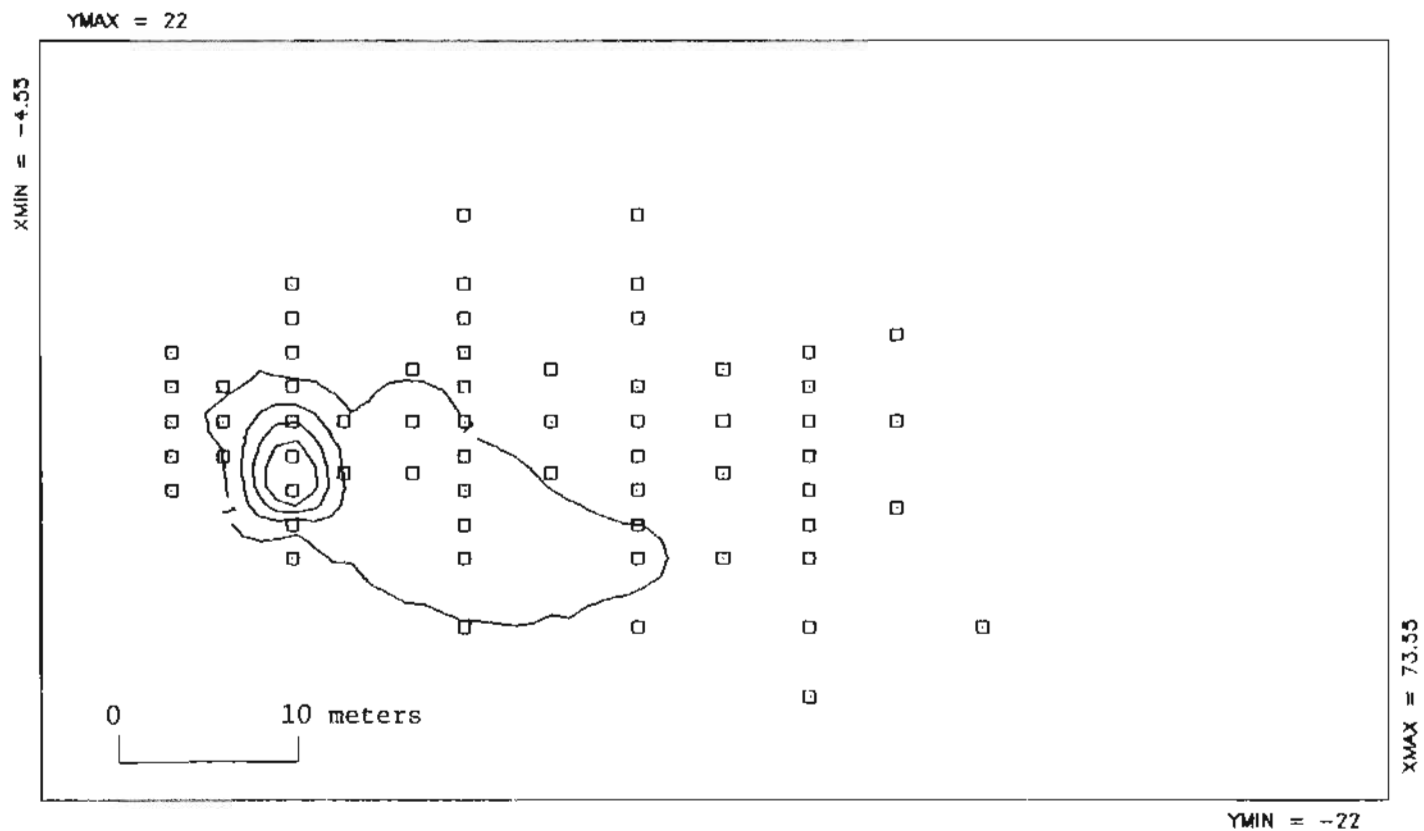 YMAX = 22
XMIN = -4.55
0 10 meters
XMAX = 73.55
YMIN = -22